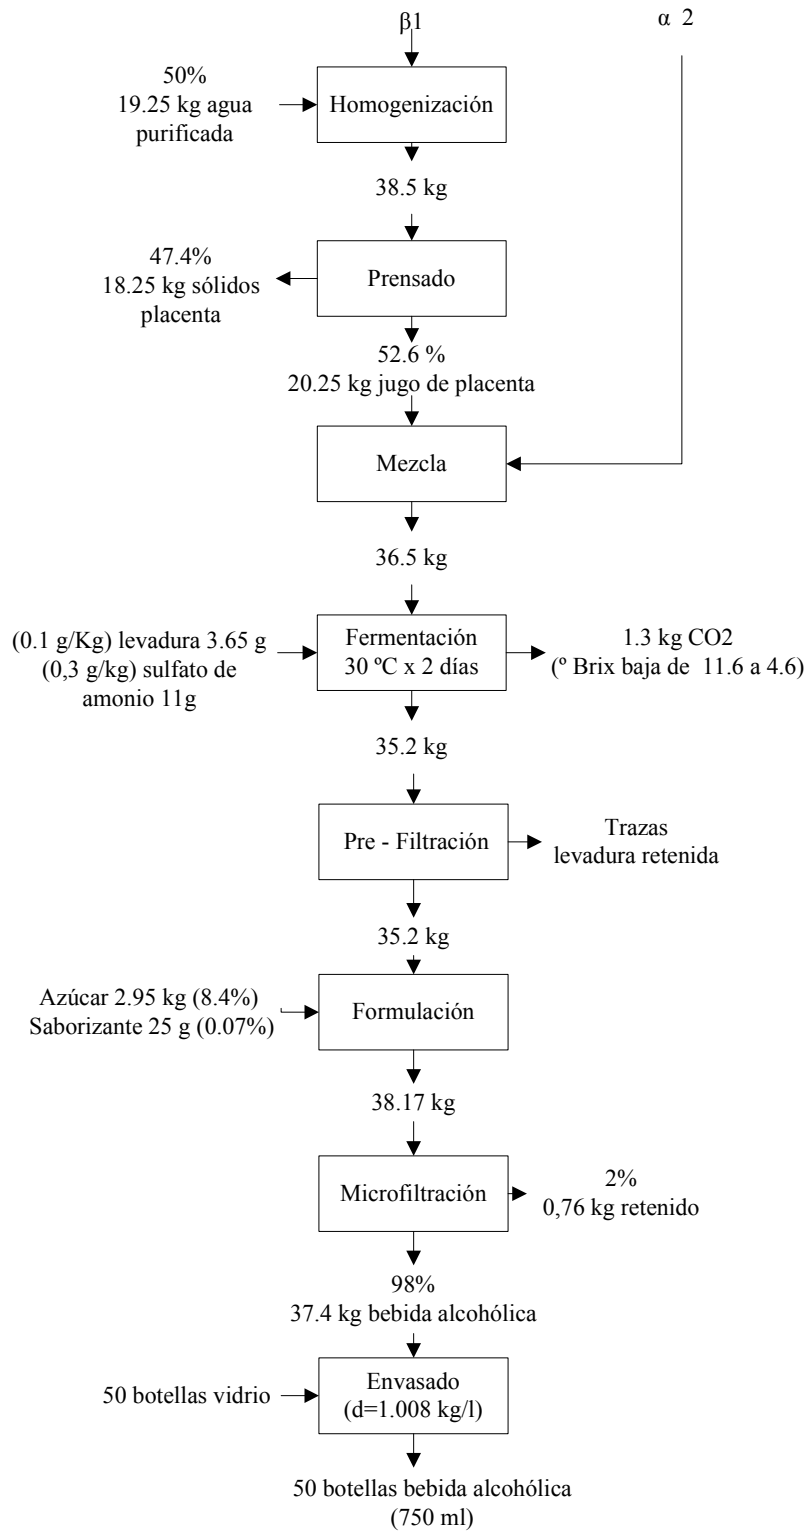 β1
α 2
50%
19.25 kg agua
purificada
Homogenización
38.5 kg
47.4%
18.25 kg sólidos
placenta
Prensado
52.6 %
20.25 kg jugo de placenta
Mezcla
36.5 kg
(0.1 g/Kg) levadura 3.65 g
(0,3 g/kg) sulfato de
amonio 11g
Fermentación
30 ºC x 2 días
1.3 kg CO2
(º Brix baja de 11.6 a 4.6)
35.2 kg
Pre - Filtración
Trazas
levadura retenida
35.2 kg
Azúcar 2.95 kg (8.4%)
Saborizante 25 g (0.07%)
Formulación
38.17 kg
Microfiltración
2%
0,76 kg retenido
98%
37.4 kg bebida alcohólica
50 botellas vidrio
Envasado
(d=1.008 kg/l)
50 botellas bebida alcohólica
(750 ml)